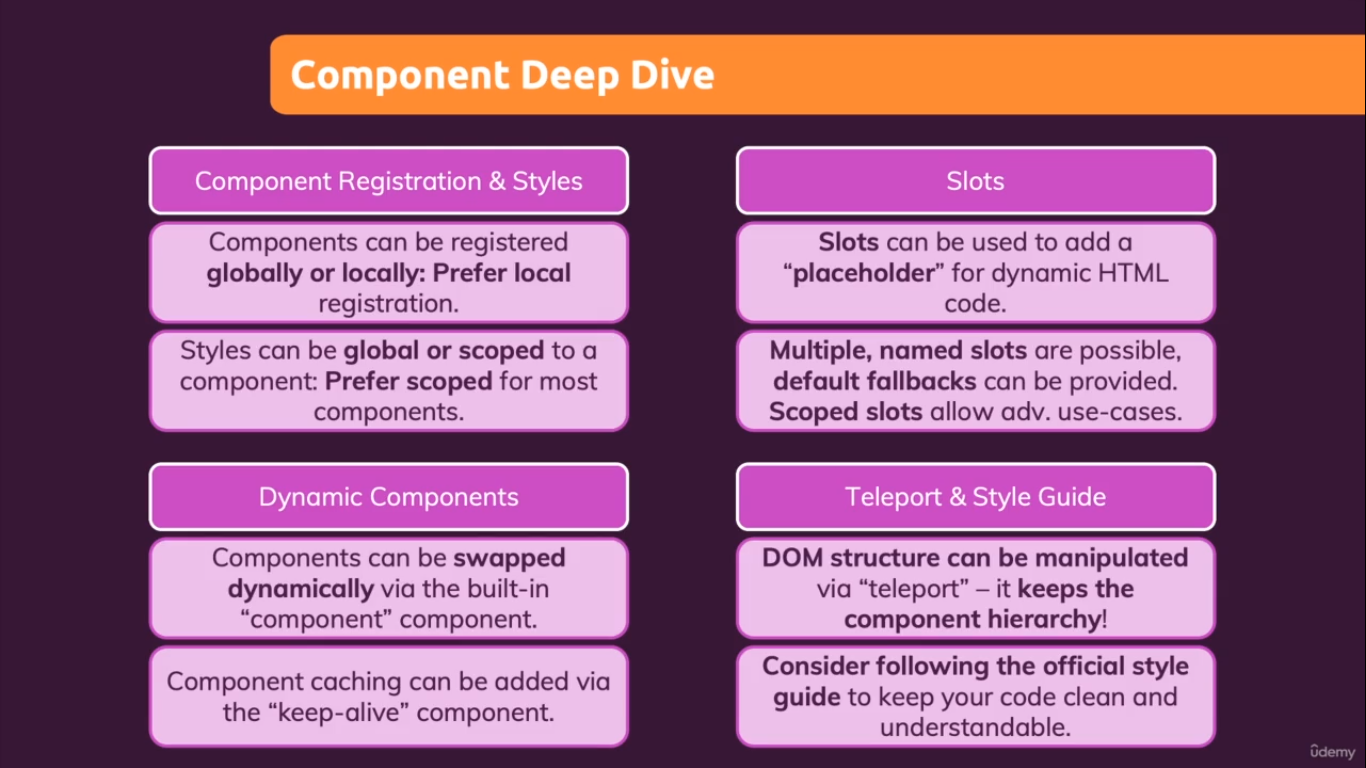 Component Deep Dive
Component Registration & Styles
Components can be registered
globally or locally: Prefer local
registration.
Styles can be global or scoped to a
component: Prefer scoped for most
components.
Slots
Slots can be used to add a
“placeholder” for dynamic HTML
code.
Multiple, named slots are possible,
default fallbacks can be provided.
Scoped slots allow adv. use-cases.
Dynamic Components
Components can be swapped
dynamically via the built-in
“component” component.
Component caching can be added via
the “keep-alive” component.
Teleport & Style Guide
DOM structure can be manipulated
via “teleport” – it keeps the
component hierarchy!
Consider following the official style
guide to keep your code clean and
understandable.
ûdemy